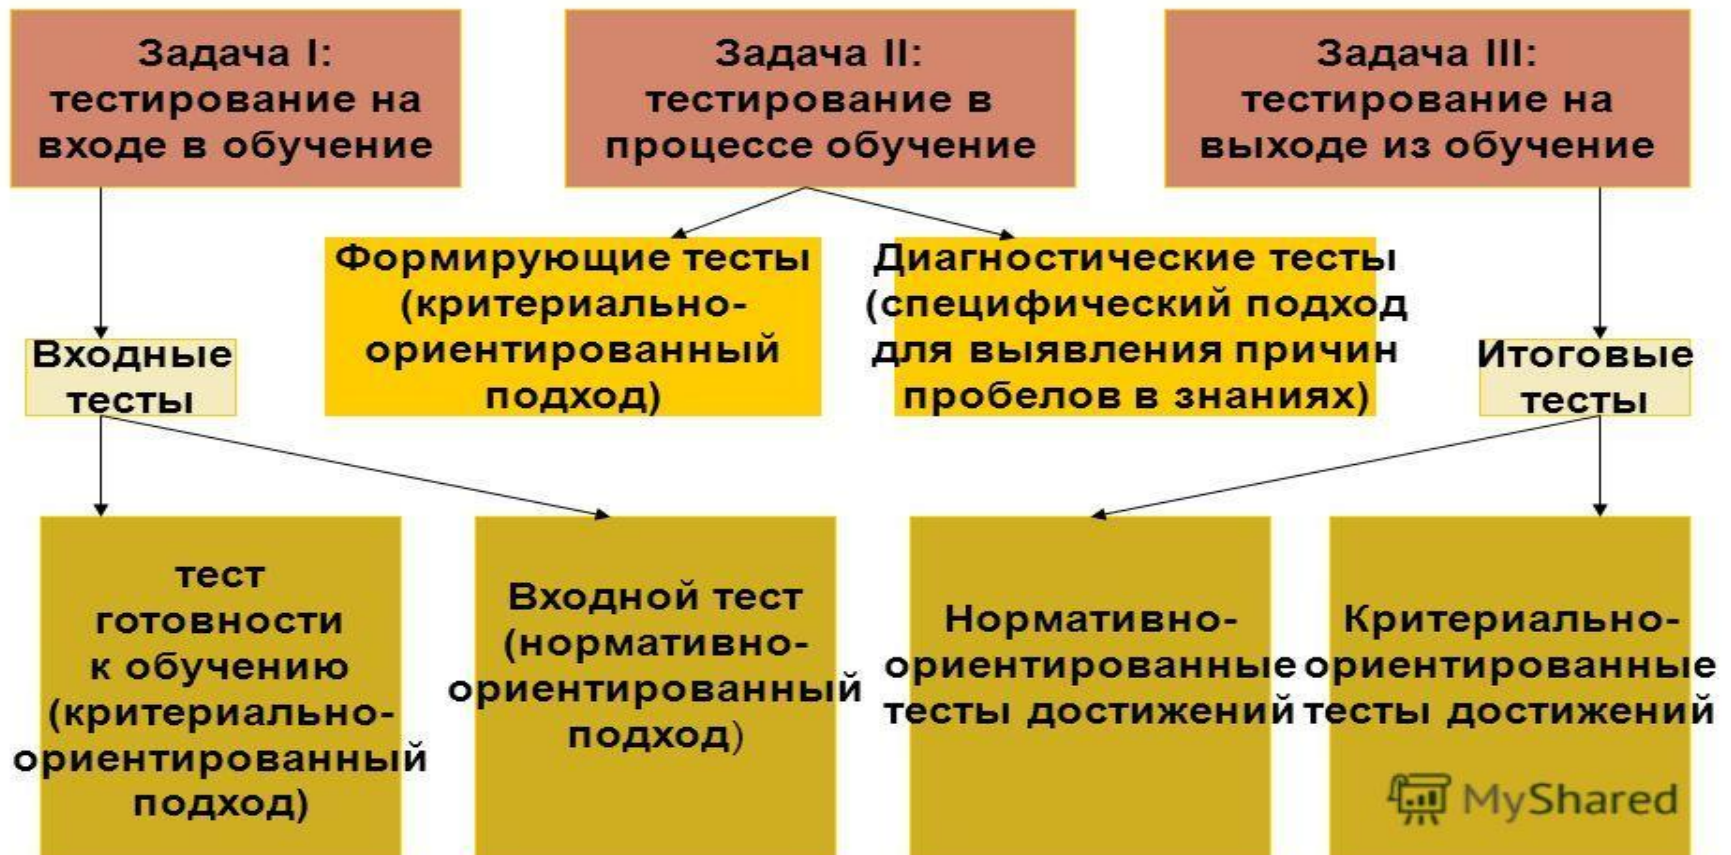 Задача I:
тестирование на
входе в обучение
Задача II:
тестирование в
процессе обучение
Задача III:
тестирование на
выходе из обучение
Формирующие тесты
(критериально-
ориентированный
подход)
Диагностические тесты
(специфический подход
для выявления причин
пробелов в знаниях)
Входные
тесты
Итоговые
тесты
тест
готовности
к обучению
(критериально-
ориентированный
подход)
Входной тест
(нормативно-
ориентированный
подход)
Нормативно-
ориентированные
тесты достижений
Критериально-
ориентированные
тесты достижений
MyShared